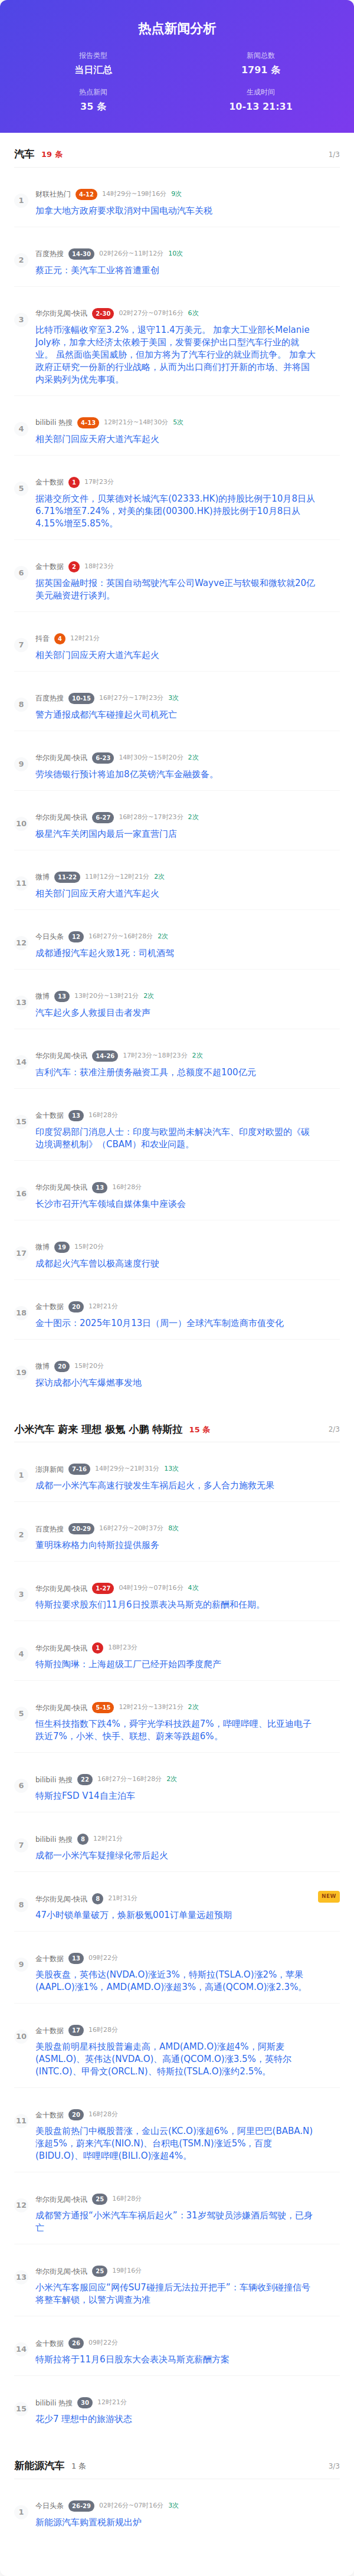 热点新闻分析
报告类型
当日汇总
新闻总数
1791 条
热点新闻
35 条
生成时间
10-13 21:31
汽车 19 条 1/3
1
财联社热门 4-12 14时29分~19时16分 9次
加拿大地方政府要求取消对中国电动汽车关税
2
百度热搜 14-30 02时26分~11时12分 10次
蔡正元：美汽车工业将首遭重创
3
华尔街见闻-快讯 2-30 02时27分~07时16分 6次
比特币涨幅收窄至3.2%，退守11.4万美元。 加拿大工业部长Melanie
Joly称，加拿大经济太依赖于美国，发誓要保护出口型汽车行业的就
业。 虽然面临美国威胁，但加方将为了汽车行业的就业而抗争。 加拿大
政府正研究一份新的行业战略，从而为出口商们打开新的市场、并将国
内采购列为优先事项。
4
bilibili 热搜 4-13 12时21分~14时30分 5次
相关部门回应天府大道汽车起火
5
金十数据 1 17时23分
据港交所文件，贝莱德对长城汽车(02333.HK)的持股比例于10月8日从
6.71%增至7.24%，对美的集团(00300.HK)持股比例于10月8日从
4.15%增至5.85%。
6
金十数据 2 18时23分
据英国金融时报：英国自动驾驶汽车公司Wayve正与软银和微软就20亿
美元融资进行谈判。
7
抖音 4 12时21分
相关部门回应天府大道汽车起火
8
百度热搜 10-15 16时27分~17时23分 3次
警方通报成都汽车碰撞起火司机死亡
9
华尔街见闻-快讯 6-23 14时30分~15时20分 2次
劳埃德银行预计将追加8亿英镑汽车金融拨备。
10
华尔街见闻-快讯 6-27 16时28分~17时23分 2次
极星汽车关闭国内最后一家直营门店
11
微博 11-22 11时12分~12时21分 2次
相关部门回应天府大道汽车起火
12
今日头条 12 16时27分~16时28分 2次
成都通报汽车起火致1死：司机酒驾
13
微博 13 13时20分~13时21分 2次
汽车起火多人救援目击者发声
14
华尔街见闻-快讯 14-26 17时23分~18时23分 2次
吉利汽车：获准注册债务融资工具，总额度不超100亿元
15
金十数据 13 16时28分
印度贸易部门消息人士：印度与欧盟尚未解决汽车、印度对欧盟的《碳
边境调整机制》（CBAM）和农业问题。
16
华尔街见闻-快讯 13 16时28分
长沙市召开汽车领域自媒体集中座谈会
17
微博 19 15时20分
成都起火汽车曾以极高速度行驶
18
金十数据 20 12时21分
金十图示：2025年10月13日（周一）全球汽车制造商市值变化
19
微博 20 15时20分
探访成都小汽车爆燃事发地
小米汽车 蔚来 理想 极氪 小鹏 特斯拉 15 条 2/3
1
澎湃新闻 7-16 14时29分~21时31分 13次
成都一小米汽车高速行驶发生车祸后起火，多人合力施救无果
2
百度热搜 20-29 16时27分~20时37分 8次
董明珠称格力向特斯拉提供服务
3
华尔街见闻-快讯 1-27 04时19分~07时16分 4次
特斯拉要求股东们11月6日投票表决马斯克的薪酬和任期。
4
华尔街见闻-快讯 1 18时23分
特斯拉陶琳：上海超级工厂已经开始四季度爬产
5
华尔街见闻-快讯 5-15 12时21分~13时21分 2次
恒生科技指数下跌4%，舜宇光学科技跌超7%，哔哩哔哩、比亚迪电子
跌近7%，小米、快手、联想、蔚来等跌超6%。
6
bilibili 热搜 22 16时27分~16时28分 2次
特斯拉FSD V14自主泊车
7
bilibili 热搜 8 12时21分
成都一小米汽车疑撞绿化带后起火
8
华尔街见闻-快讯 8 21时31分 NEW
47小时锁单量破万，焕新极氪001订单量远超预期
9
金十数据 13 09时22分
美股夜盘，英伟达(NVDA.O)涨近3%，特斯拉(TSLA.O)涨2%，苹果
(AAPL.O)涨1%，AMD(AMD.O)涨超3%，高通(QCOM.O)涨2.3%。
10
金十数据 17 16时28分
美股盘前明星科技股普遍走高，AMD(AMD.O)涨超4%，阿斯麦
(ASML.O)、英伟达(NVDA.O)、高通(QCOM.O)涨3.5%，英特尔
(INTC.O)、甲骨文(ORCL.N)、特斯拉(TSLA.O)涨约2.5%。
11
金十数据 20 16时28分
美股盘前热门中概股普涨，金山云(KC.O)涨超6%，阿里巴巴(BABA.N)
涨超5%，蔚来汽车(NIO.N)、台积电(TSM.N)涨近5%，百度
(BIDU.O)、哔哩哔哩(BILI.O)涨超4%。
12
华尔街见闻-快讯 25 16时28分
成都警方通报“小米汽车车祸后起火”：31岁驾驶员涉嫌酒后驾驶，已身
亡
13
华尔街见闻-快讯 25 19时16分
小米汽车客服回应“网传SU7碰撞后无法拉开把手”：车辆收到碰撞信号
将整车解锁，以警方调查为准
14
金十数据 26 09时22分
特斯拉将于11月6日股东大会表决马斯克薪酬方案
15
bilibili 热搜 30 12时21分
花少7 理想中的旅游状态
新能源汽车 1 条 3/3
1
今日头条 26-29 02时26分~07时16分 3次
新能源汽车购置税新规出炉